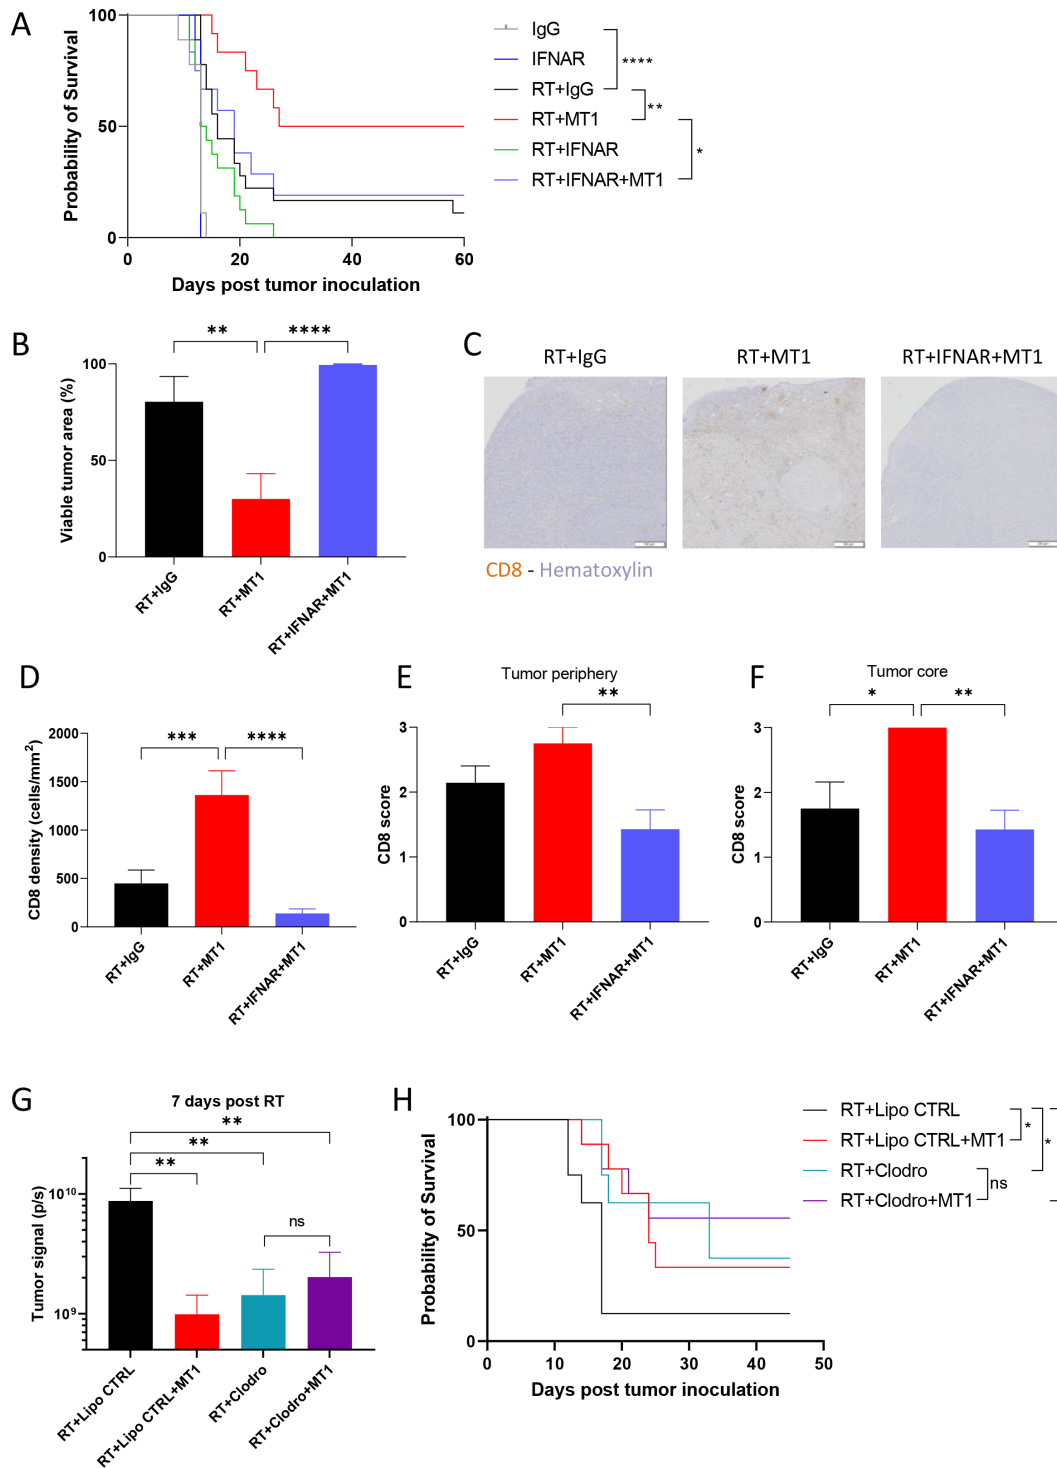 A
Probability of Survival
100
50
0
0
20
40
60
Days post tumor inoculation
IgG
IFNAR
RT+IgG
RT+MT1
RT+IFNAR
RT+IFNAR+MT1
****
**
*
B
Viable tumor area (%)
100
50
0
**
****
RT+IgG
RT+MT1
RT+IFNAR+MT1
C
RT+IgG
RT+MT1
RT+IFNAR+MT1
CD8 - Hematoxylin
D
CD8 density (cells/mm²)
2000
1500
1000
500
0
***
****
RT+IgG
RT+MT1
RT+IFNAR+MT1
E
Tumor periphery
**
CD8 score
3
2
1
0
RT+IgG
RT+MT1
RT+IFNAR+MT1
F
Tumor core
*
**
CD8 score
3
2
1
0
RT+IgG
RT+MT1
RT+IFNAR+MT1
G
7 days post RT
**
**
**
ns
Tumor signal (p/s)
10¹⁰
10⁹
RT+Lipo CTRL
RT+Lipo CTRL+MT1
RT+Clodro
RT+Clodro+MT1
H
Probability of Survival
100
50
0
0
10
20
30
40
50
Days post tumor inoculation
RT+Lipo CTRL
RT+Lipo CTRL+MT1
RT+Clodro
RT+Clodro+MT1
*
*
ns